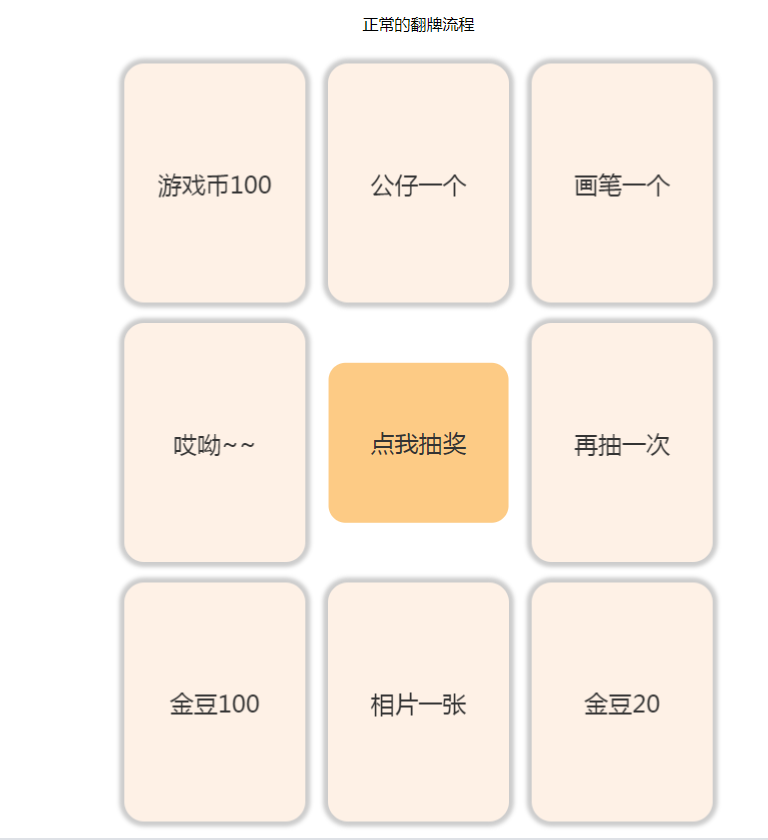 正常的翻牌流程
游戏币100
公仔一个
画笔一个
哎呦~~
点我抽奖
再抽一次
金豆100
相片一张
金豆20